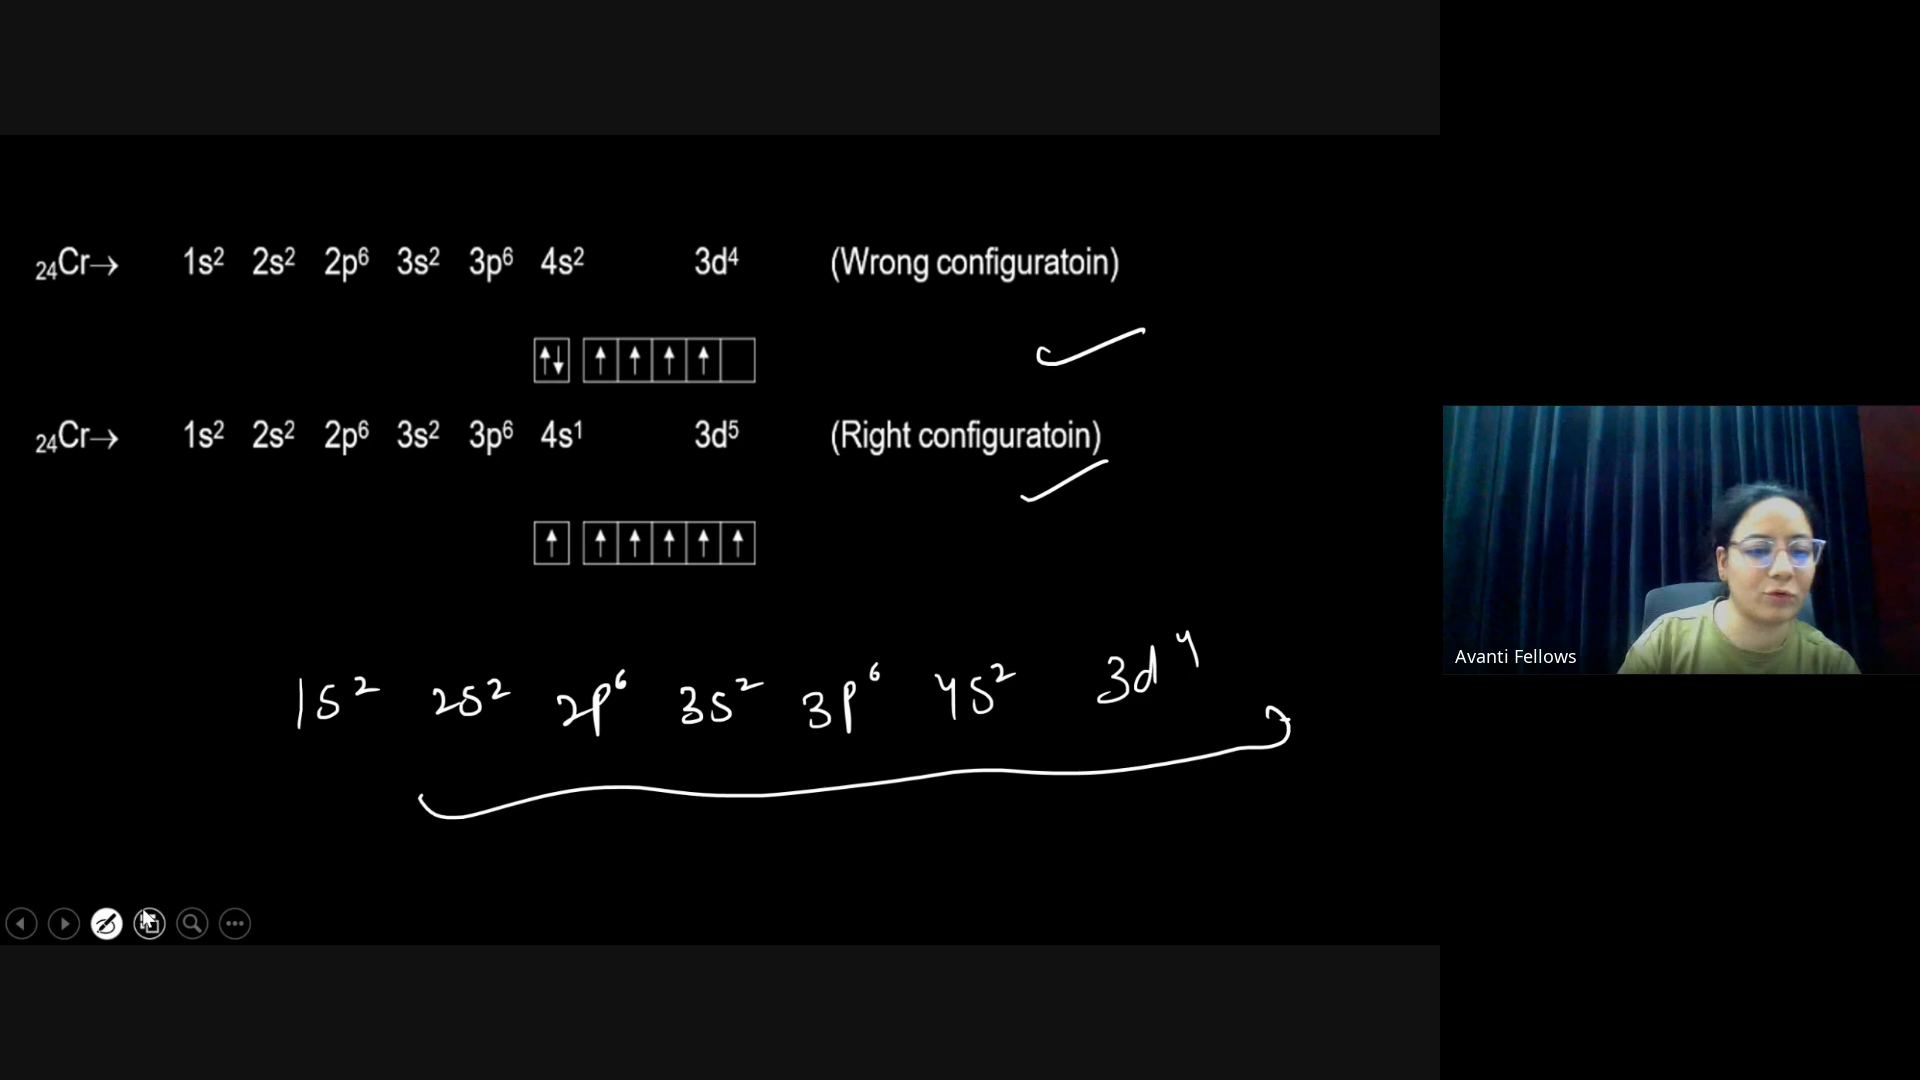 ₂₄Cr→ 1s² 2s² 2p⁶ 3s² 3p⁶ 4s² 3d⁴ (Wrong configuratoin)
₂₄Cr→ 1s² 2s² 2p⁶ 3s² 3p⁶ 4s¹ 3d⁵ (Right configuratoin)
1s² 2s² 2p⁶ 3s² 3p⁶ 4s² 3d⁴
Avanti Fellows